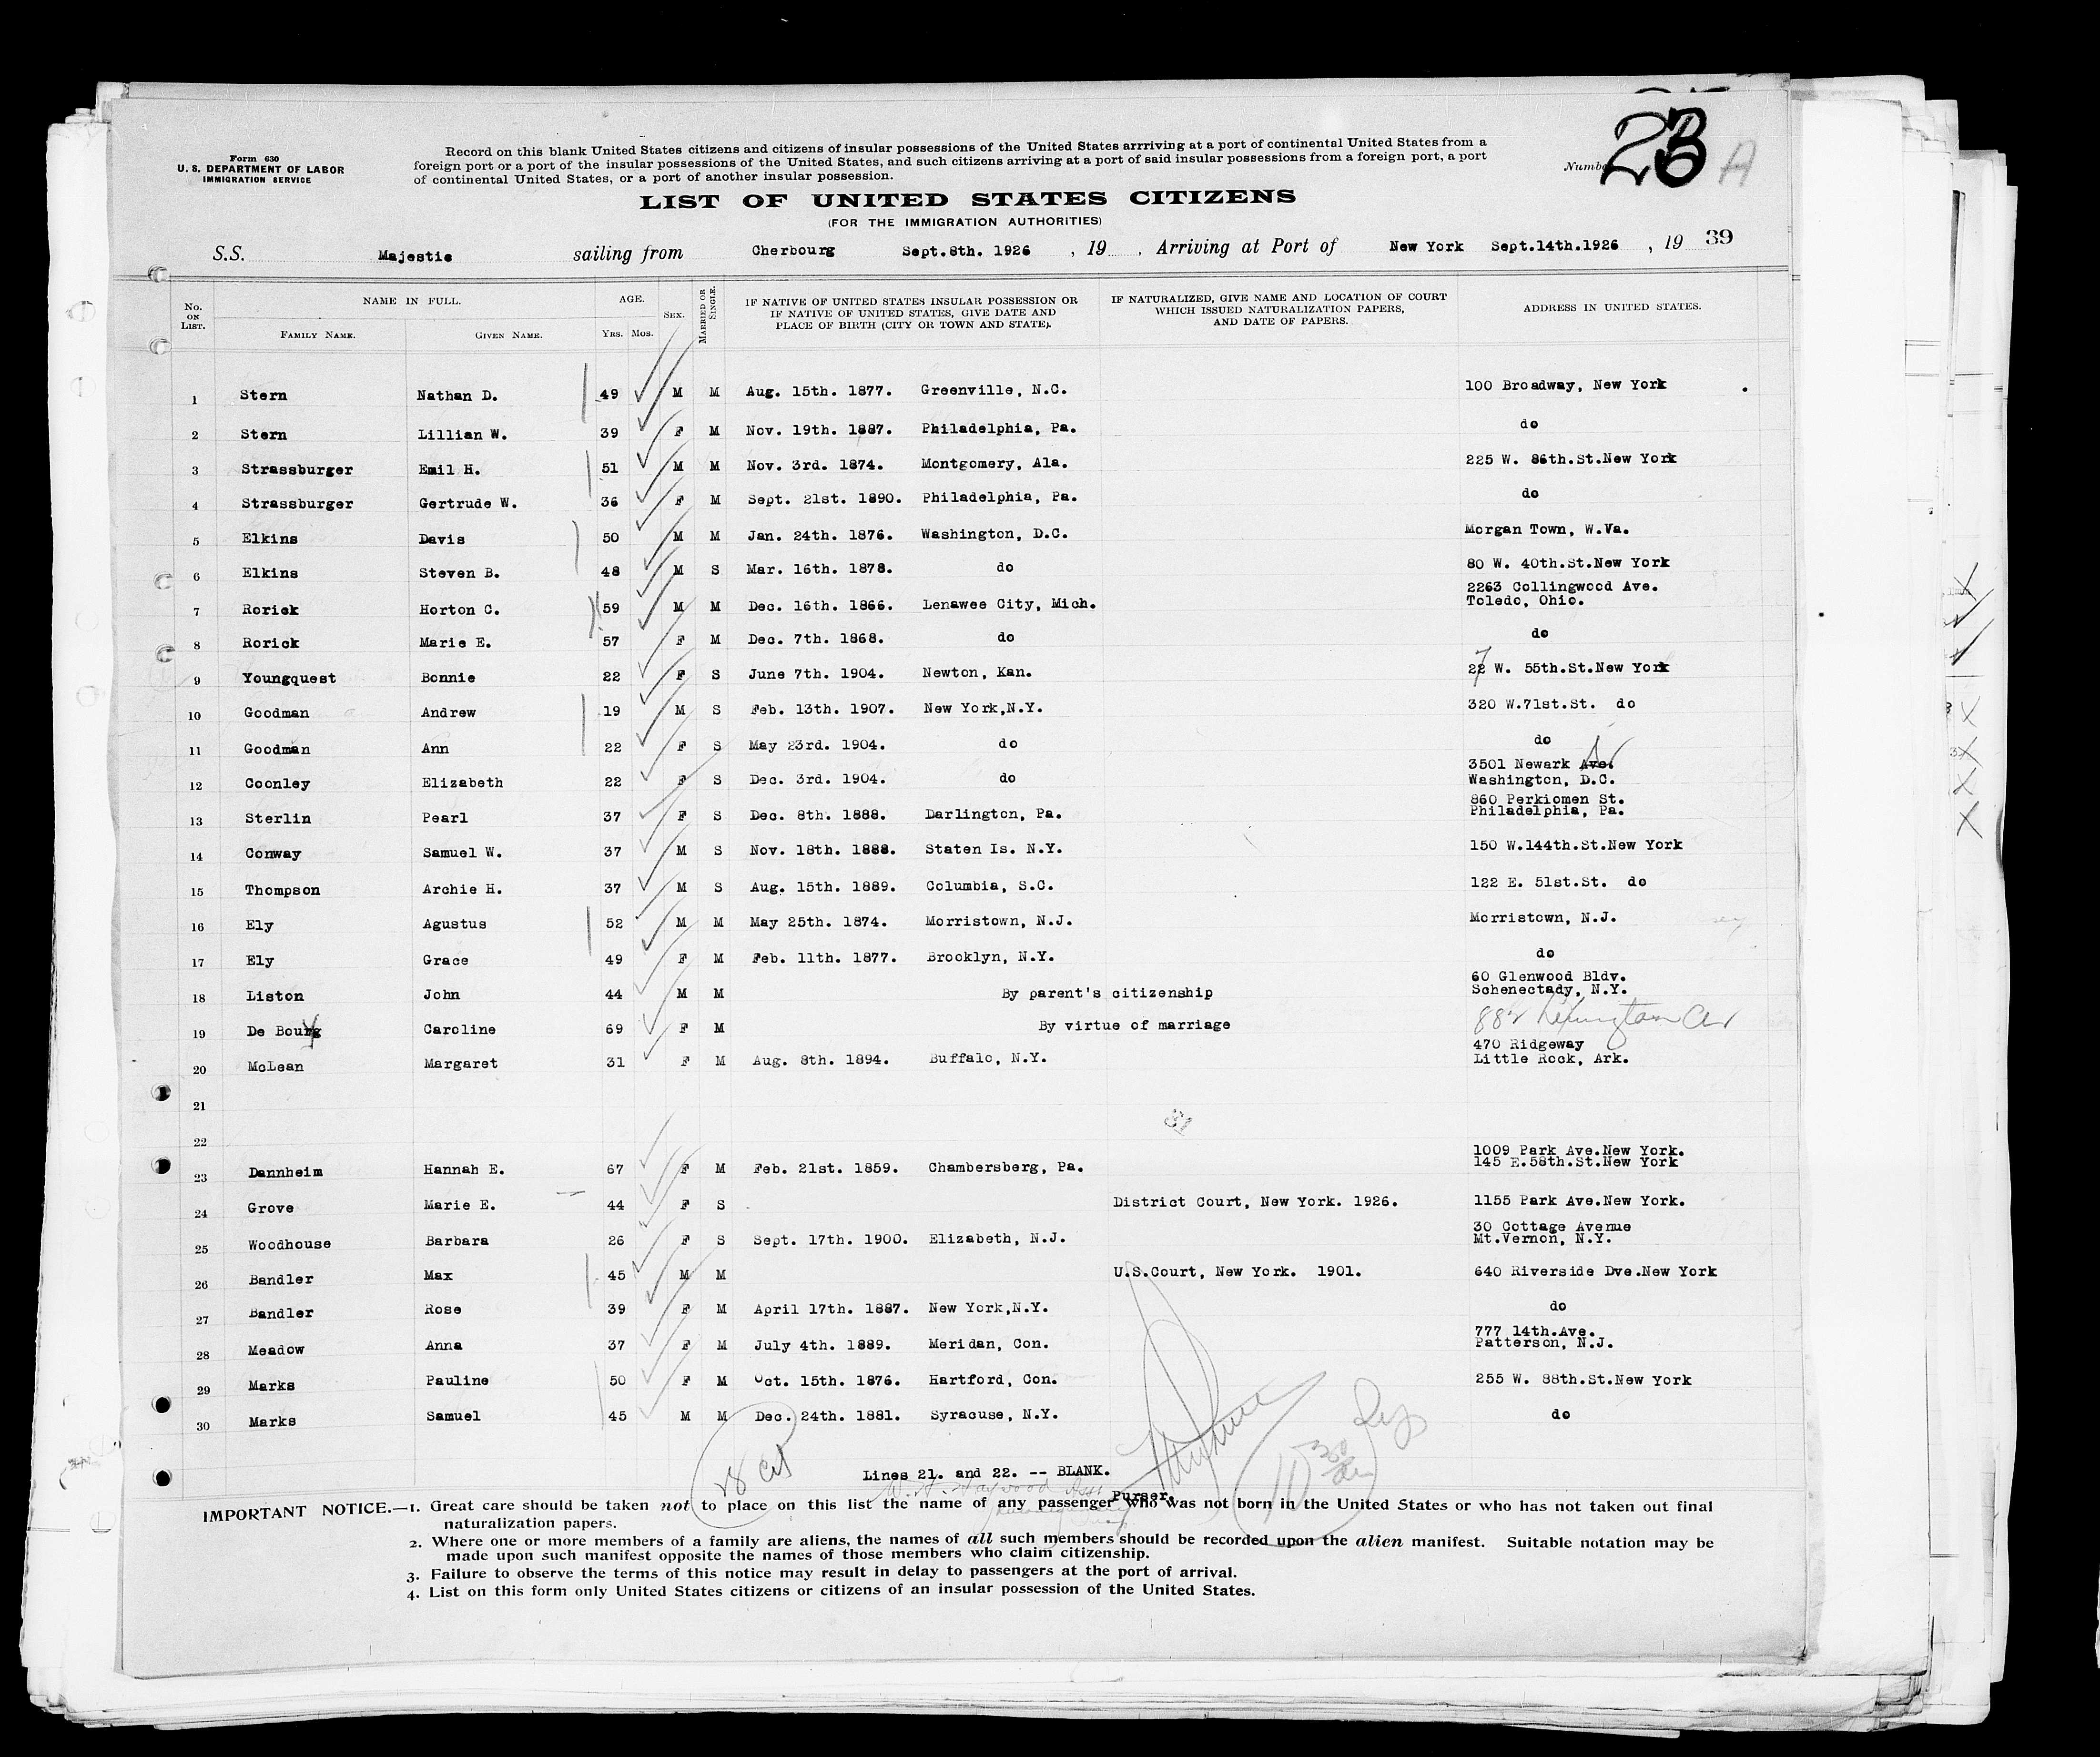 Form 630
U. S. DEPARTMENT OF LABOR
IMMIGRATION SERVICE
Record on this blank United States citizens and citizens of insular possessions of the United States arrriving at a port of continental United States from a
foreign port or a port of the insular possessions of the United States, and such citizens arriving at a port of said insular possessions from a foreign port, a port
of continental United States, or a port of another insular possession.
23 A
LIST OF UNITED STATES CITIZENS
(FOR THE IMMIGRATION AUTHORITIES)
S.S. Majestic sailing from Cherbourg Sept.8th. 1926 , 19 , Arriving at Port of New York Sept.14th.1926 , 19 39
No. ON LIST. NAME IN FULL. AGE. SEX. MARRIED OR SINGLE. IF NATIVE OF UNITED STATES INSULAR POSSESSION OR IF NATIVE OF UNITED STATES, GIVE DATE AND PLACE OF BIRTH (CITY OR TOWN AND STATE). IF NATURALIZED, GIVE NAME AND LOCATION OF COURT WHICH ISSUED NATURALIZATION PAPERS, AND DATE OF PAPERS. ADDRESS IN UNITED STATES.
FAMILY NAME. GIVEN NAME. YRS. MOS.
1 Stern Nathan D. 49 M M Aug. 15th. 1877. Greenville, N.C. 100 Broadway, New York
2 Stern Lillian W. 39 F M Nov. 19th. 1887. Philadelphia, Pa. do
3 Strassburger Emil H. 51 M M Nov. 3rd. 1874. Montgomery, Ala. 225 W. 86th.St.New York
4 Strassburger Gertrude W. 36 F M Sept. 21st. 1890. Philadelphia, Pa. do
5 Elkins Davis 50 M M Jan. 24th. 1876. Washington, D.C. Morgan Town, W.Va.
6 Elkins Steven B. 48 M S Mar. 16th. 1878. do 80 W. 40th.St.New York
7 Rorick Horton C. 59 M M Dec. 16th. 1866. Lenawee City, Mich. 2263 Collingwood Ave.
Toledo, Ohio.
8 Rorick Marie E. 57 F M Dec. 7th. 1868. do do
9 Youngquest Bonnie 22 F S June 7th. 1904. Newton, Kan. 27 W. 55th.St.New York
10 Goodman Andrew 19 M S Feb. 13th. 1907. New York,N.Y. 320 W.71st.St. do
11 Goodman Ann 22 F S May 23rd. 1904. do do
12 Coonley Elizabeth 22 F S Dec. 3rd. 1904. do 3501 Newark Ave.
Washington, D.C.
13 Sterlin Pearl 37 F S Dec. 8th. 1888. Darlington, Pa. 860 Perkiomen St.
Philadelphia, Pa.
14 Conway Samuel W. 37 M S Nov. 18th. 1888. Staten Is. N.Y. 150 W.144th.St.New York
15 Thompson Archie H. 37 M S Aug. 15th. 1889. Columbia, S.C. 122 E. 51st.St. do
16 Ely Agustus 52 M M May 25th. 1874. Morristown, N.J. Morristown, N.J.
17 Ely Grace 49 F M Feb. 11th. 1877. Brooklyn, N.Y. do
18 Liston John 44 M M By parent's citizenship 60 Glenwood Bldv.
Schenectady, N.Y.
19 De Bourg Caroline 69 F M By virtue of marriage 882 Lexington Av
20 McLean Margaret 31 F M Aug. 8th. 1894. Buffalo, N.Y. 470 Ridgeway
Little Rock, Ark.
21
22
23 Dannheim Hannah E. 67 F M Feb. 21st. 1859. Chambersberg, Pa. 1009 Park Ave.New York.
145 E.58th.St.New York
24 Grove Marie E. 44 F S District Court, New York. 1926. 1155 Park Ave.New York.
25 Woodhouse Barbara 26 F S Sept. 17th. 1900. Elizabeth, N.J. 30 Cottage Avenue
Mt.Vernon, N.Y.
26 Bandler Max 45 M M U.S.Court, New York. 1901. 640 Riverside Dve.New York
27 Bandler Rose 39 F M April 17th. 1887. New York,N.Y. do
28 Meadow Anna 37 F M July 4th. 1889. Meridan, Con. 777 14th.Ave.
Patterson, N.J.
29 Marks Pauline 50 F M Oct. 15th. 1876. Hartford, Con. 255 W. 88th.St.New York
30 Marks Samuel 45 M M Dec. 24th. 1881. Syracuse, N.Y. do
28 cit
Lines 21. and 22. -- BLANK.
Purser.
IMPORTANT NOTICE.—1. Great care should be taken not to place on this list the name of any passenger who was not born in the United States or who has not taken out final
naturalization papers.
2. Where one or more members of a family are aliens, the names of all such members should be recorded upon the alien manifest. Suitable notation may be
made upon such manifest opposite the names of those members who claim citizenship.
3. Failure to observe the terms of this notice may result in delay to passengers at the port of arrival.
4. List on this form only United States citizens or citizens of an insular possession of the United States.